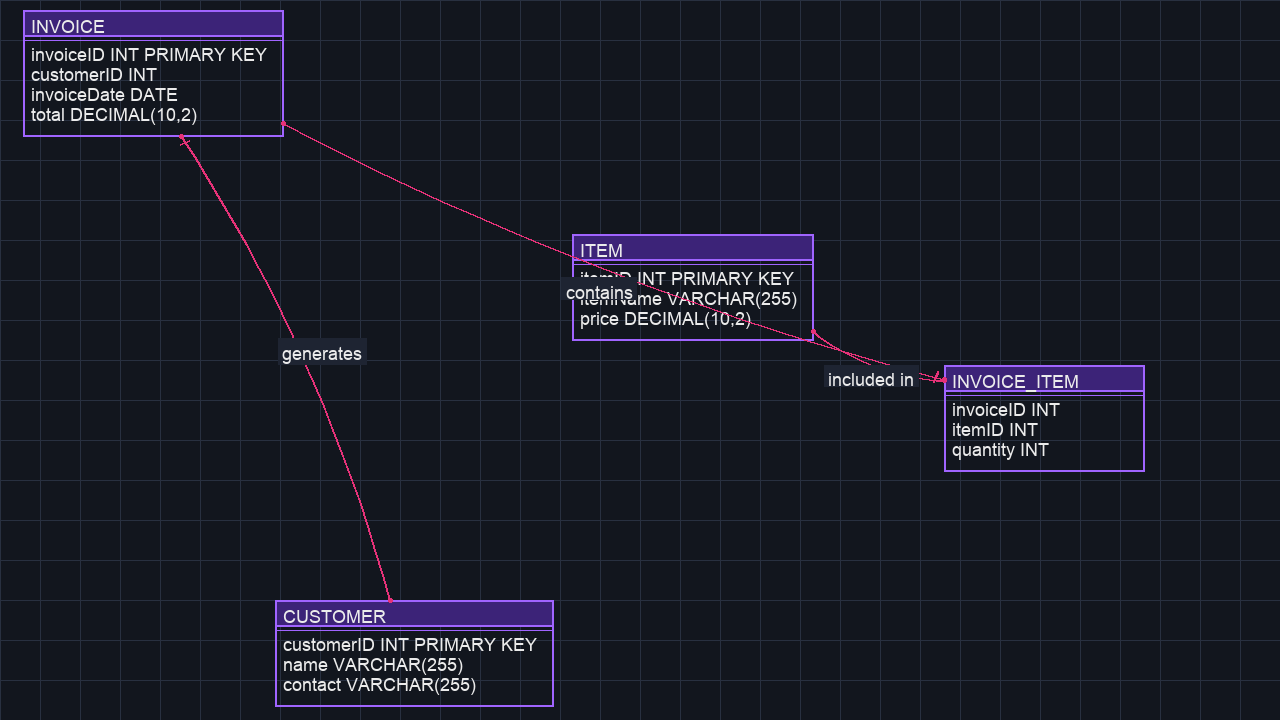 INVOICE
invoiceID INT PRIMARY KEY
customerID INT
invoiceDate DATE
total DECIMAL(10,2)
ITEM
itemID INT PRIMARY KEY
contains
itemName VARCHAR(255)
price DECIMAL(10,2)
generates
included in
INVOICE_ITEM
invoiceID INT
itemID INT
quantity INT
CUSTOMER
customerID INT PRIMARY KEY
name VARCHAR(255)
contact VARCHAR(255)